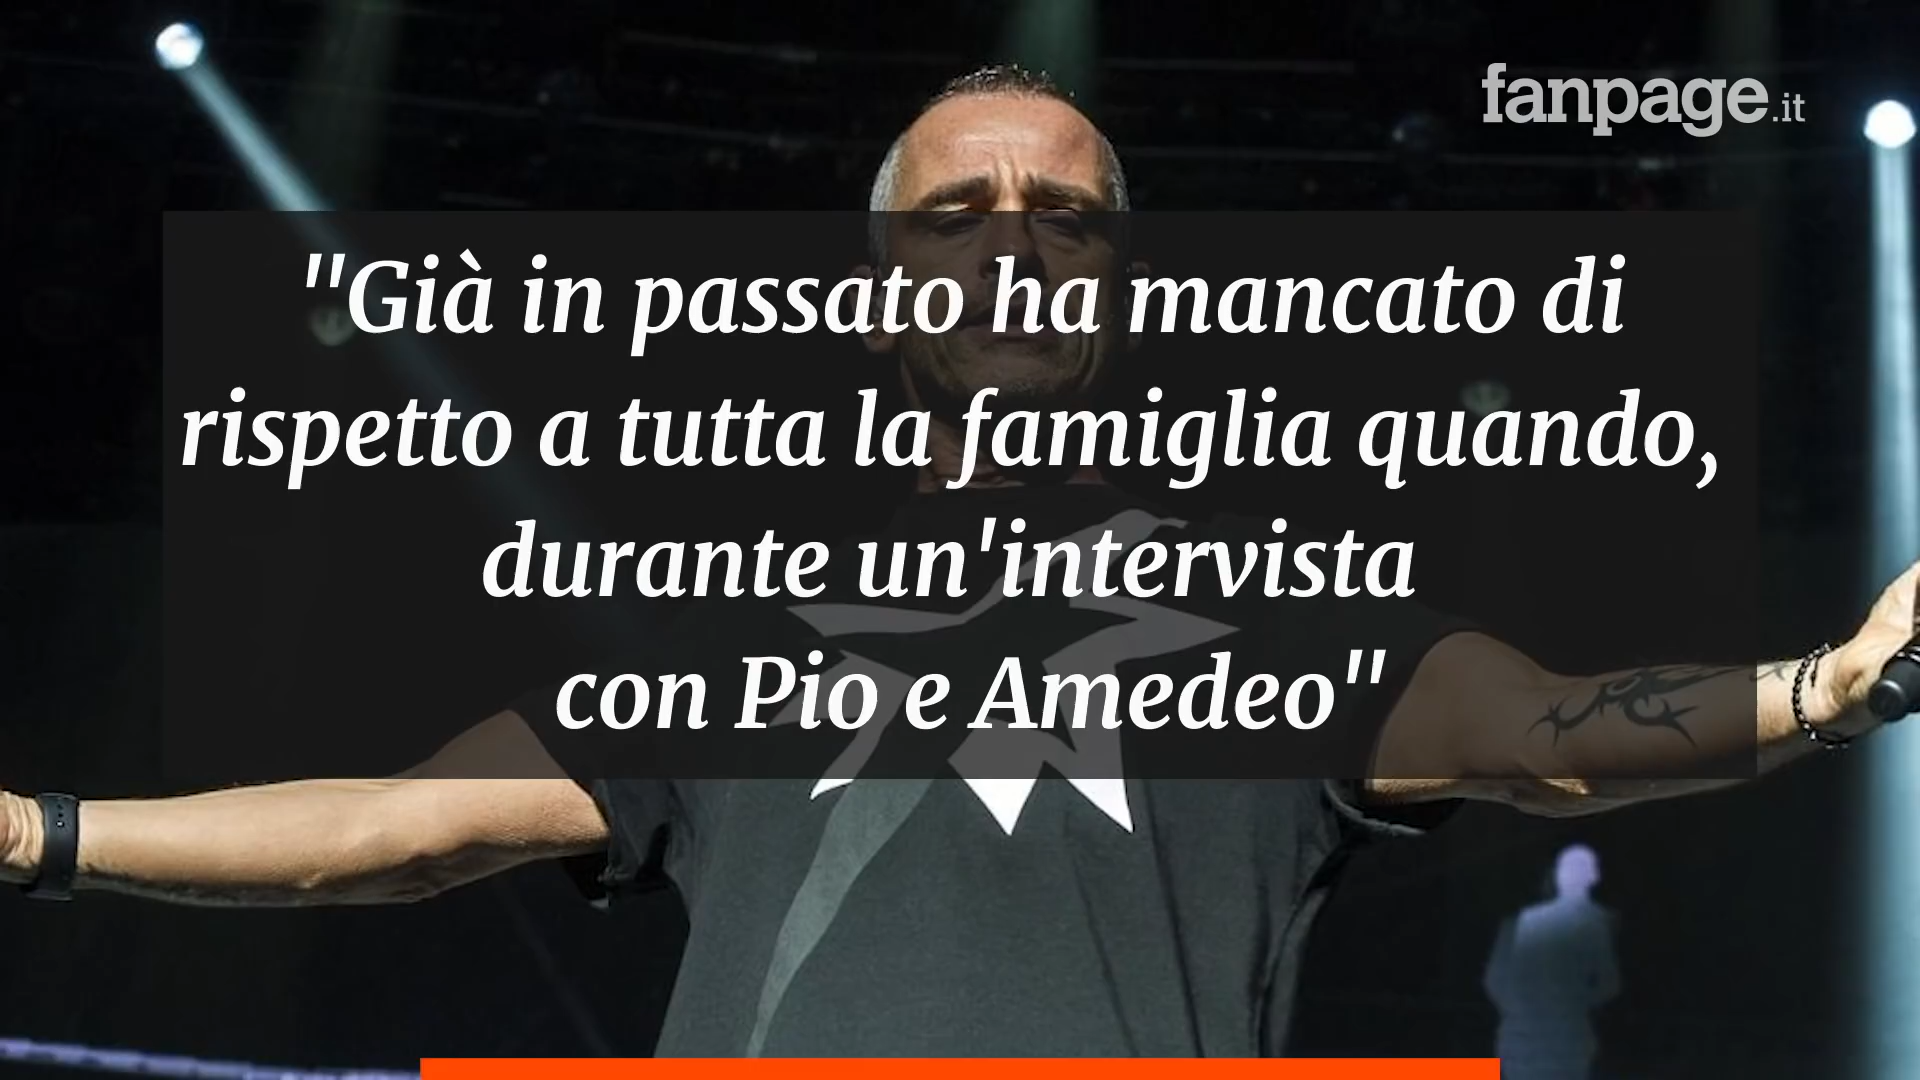 fanpage.it
"Già in passato ha mancato di
rispetto a tutta la famiglia quando,
durante un'intervista
con Pio e Amedeo"